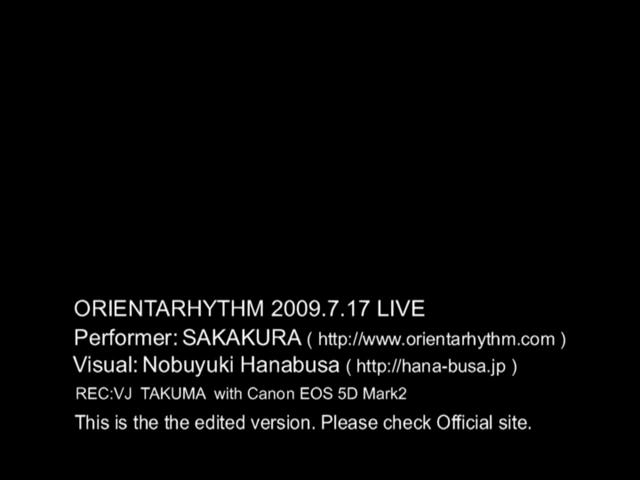 ORIENTARHYTHM 2009.7.17 LIVE
Performer: SAKAKURA ( http://www.orientarhythm.com )
Visual: Nobuyuki Hanabusa ( http://hana-busa.jp )
REC:VJ TAKUMA with Canon EOS 5D Mark2
This is the the edited version. Please check Official site.